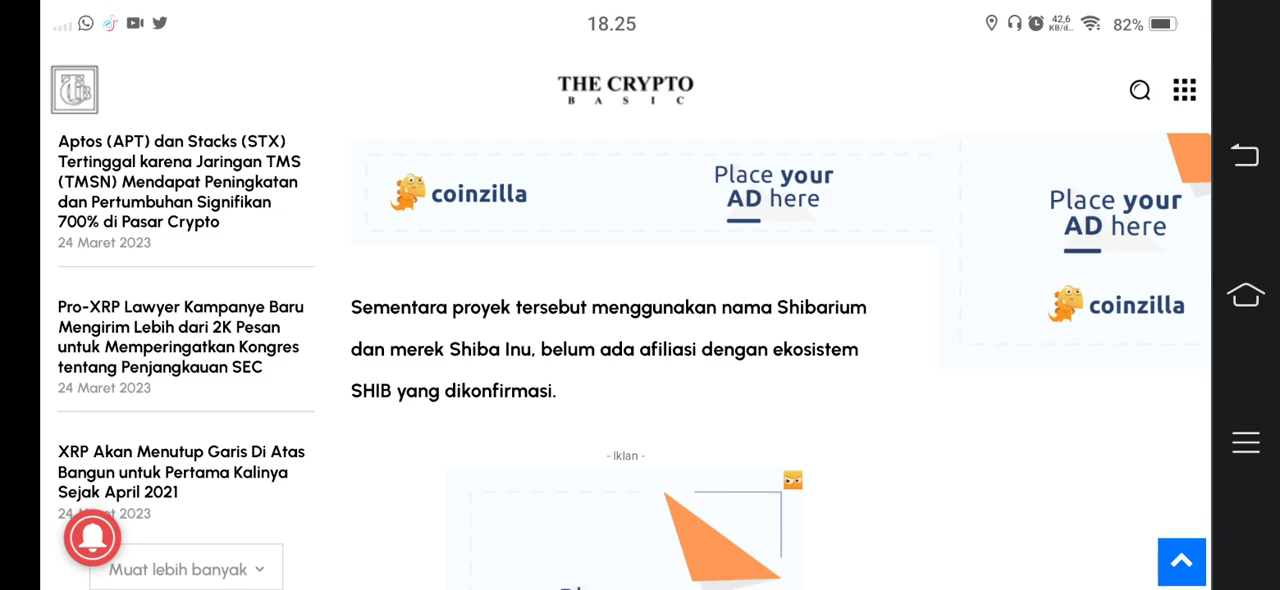 18.25
42,6
KB/d...
82%
THE CRYPTO
BASIC
Aptos (APT) dan Stacks (STX)
Tertinggal karena Jaringan TMS
(TMSN) Mendapat Peningkatan
dan Pertumbuhan Signifikan
700% di Pasar Crypto
24 Maret 2023
Pro-XRP Lawyer Kampanye Baru
Mengirim Lebih dari 2K Pesan
untuk Memperingatkan Kongres
tentang Penjangkauan SEC
24 Maret 2023
XRP Akan Menutup Garis Di Atas
Bangun untuk Pertama Kalinya
Sejak April 2021
24 2023
Muat lebih banyak
coinzilla
Place your
AD here
Sementara proyek tersebut menggunakan nama Shibarium
dan merek Shiba Inu, belum ada afiliasi dengan ekosistem
SHIB yang dikonfirmasi.
- Iklan -
Place your
AD here
coinzilla